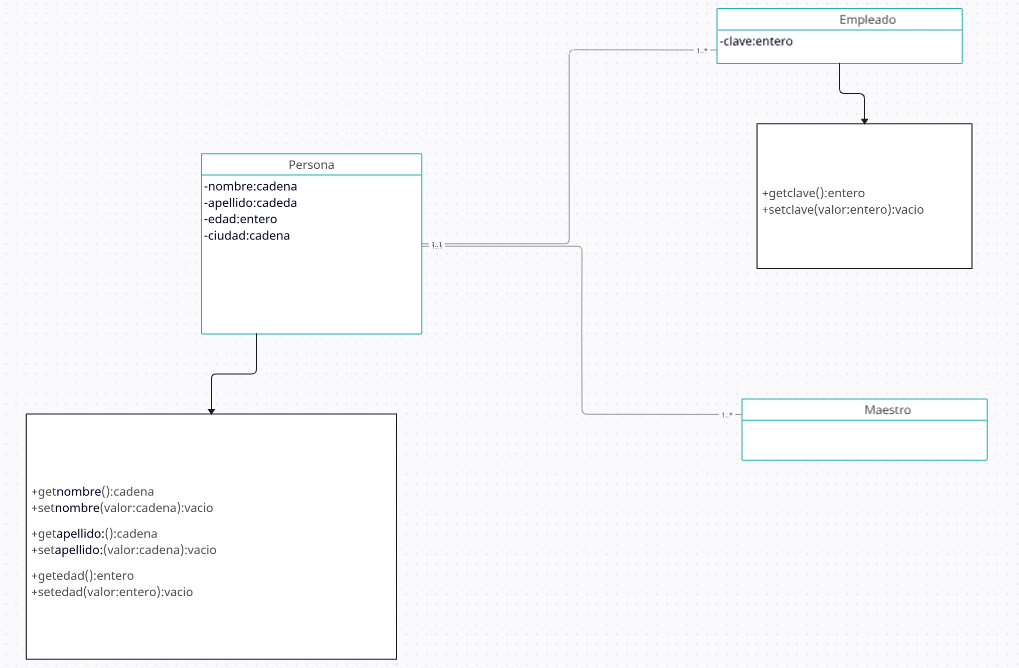 Empleado
-clave:entero
1..*
+getclave():entero
+setclave(valor:entero):vacio
Persona
-nombre:cadena
-apellido:cadeda
-edad:entero
-ciudad:cadena
1..1
Maestro
1..*
+getnombre():cadena
+setnombre(valor:cadena):vacio
+getapellido:():cadena
+setapellido:(valor:cadena):vacio
+getedad():entero
+setedad(valor:entero):vacio